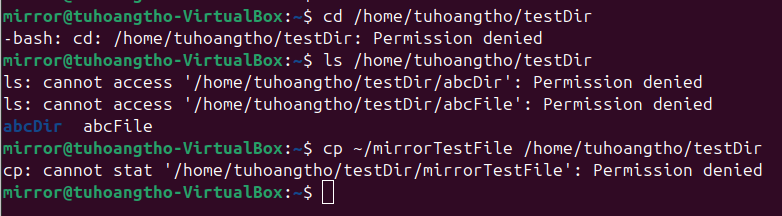 mirror@tuhoangtho-VirtualBox:~$ cd /home/tuhoangtho/testDir
-bash: cd: /home/tuhoangtho/testDir: Permission denied
mirror@tuhoangtho-VirtualBox:~$ ls /home/tuhoangtho/testDir
ls: cannot access '/home/tuhoangtho/testDir/abcDir': Permission denied
ls: cannot access '/home/tuhoangtho/testDir/abcFile': Permission denied
abcDir  abcFile
mirror@tuhoangtho-VirtualBox:~$ cp ~/mirrorTestFile /home/tuhoangtho/testDir
cp: cannot stat '/home/tuhoangtho/testDir/mirrorTestFile': Permission denied
mirror@tuhoangtho-VirtualBox:~$